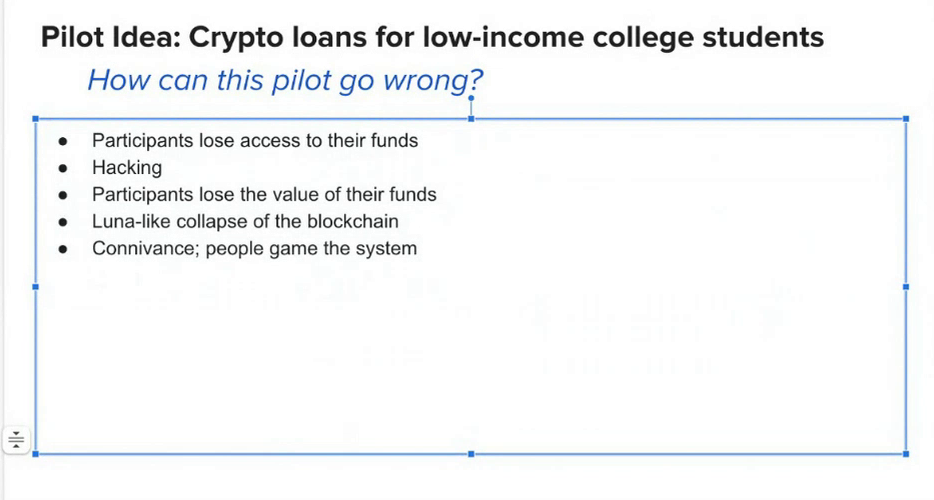 Pilot Idea: Crypto loans for low-income college students
How can this pilot go wrong?
● Participants lose access to their funds
● Hacking
● Participants lose the value of their funds
● Luna-like collapse of the blockchain
● Connivance; people game the system